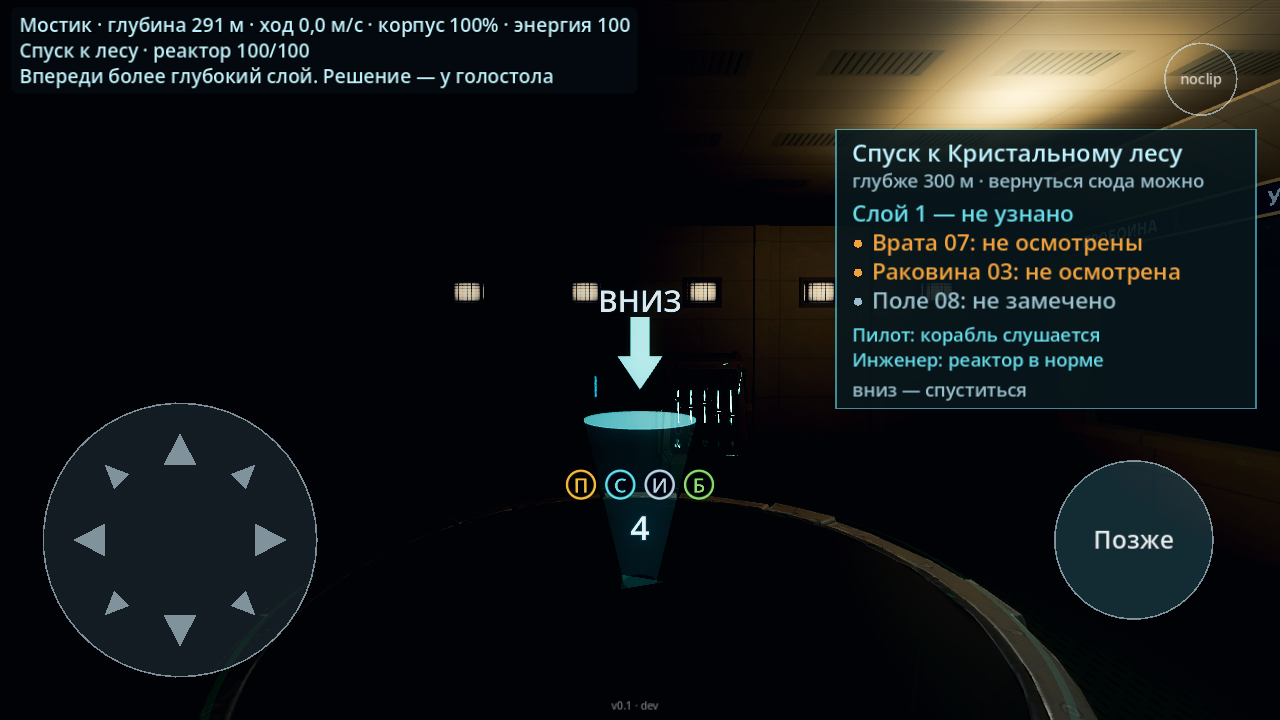 Мостик · глубина 291 м · ход 0,0 м/с · корпус 100% · энергия 100
Спуск к лесу · реактор 100/100
Впереди более глубокий слой. Решение — у голостола
noclip
Спуск к Кристальному лесу
глубже 300 м · вернуться сюда можно
Слой 1 — не узнано
• Врата 07: не осмотрены
• Раковина 03: не осмотрена
• Поле 08: не замечено
Пилот: корабль слушается
Инженер: реактор в норме
вниз — спуститься
ВНИЗ
П С И Б
4
Позже
v0.1 · dev